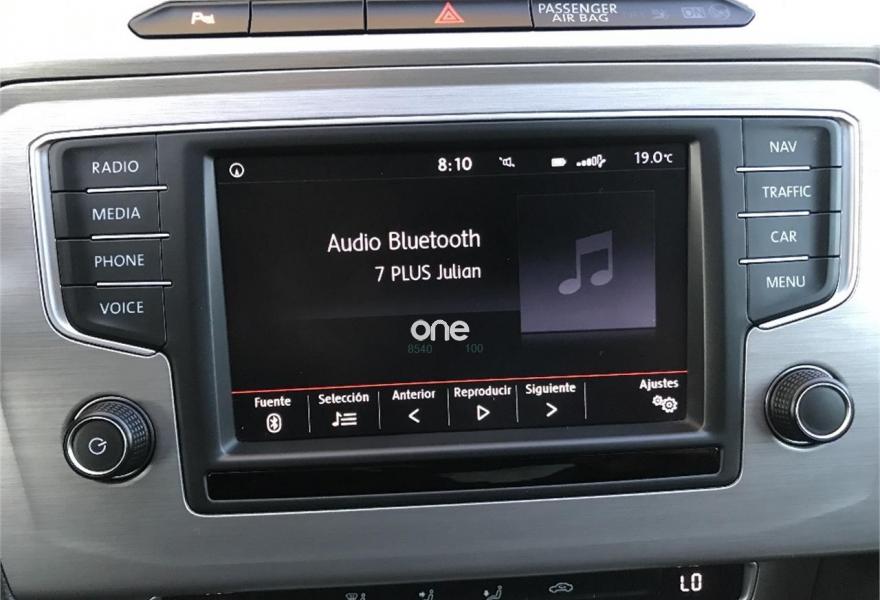 PASSENGER
AIR BAG
ON
RADIO
MEDIA
PHONE
VOICE
8:10
19.0°C
Audio Bluetooth
7 PLUS Julian
one
8540 100
Fuente
Selección
Anterior
Reproducir
Siguiente
Ajustes
NAV
TRAFFIC
CAR
MENU
LO